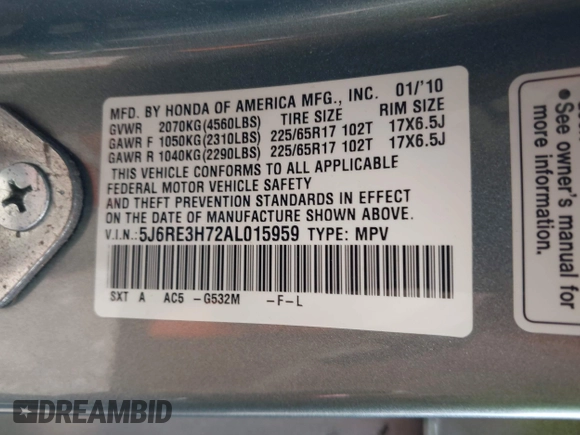 MFD. BY HONDA OF AMERICA MFG., INC. 01/'10
GVWR 2070KG(4560LBS) TIRE SIZE RIM SIZE
GAWR F 1050KG(2310LBS) 225/65R17 102T 17X6.5J
GAWR R 1040KG(2290LBS) 225/65R17 102T 17X6.5J
THIS VEHICLE CONFORMS TO ALL APPLICABLE
FEDERAL MOTOR VEHICLE SAFETY
AND THEFT PREVENTION STANDARDS IN EFFECT
ON THE DATE OF MANUFACTURE SHOWN ABOVE.
V.I.N.:5J6RE3H72AL015959 TYPE: MPV
SXT A AC5 -G532M -F-L
•See owner's
manual for
DREAMBID